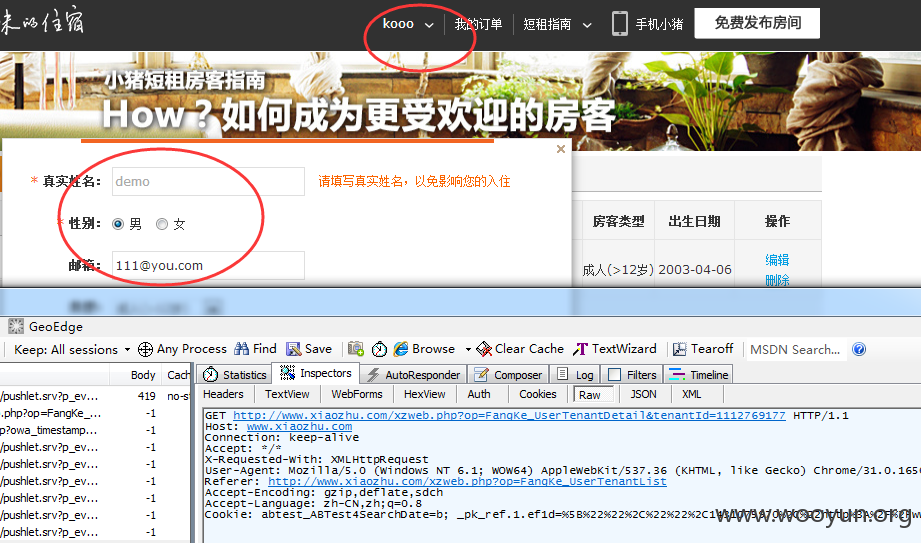 未的住宿
kooo 我的订单 短租指南 手机小猪 免费发布房间
小猪短租房客指南
How？如何成为更受欢迎的房客
* 真实姓名： demo 请填写真实姓名，以免影响您的入住
* 性别： 男 女
邮箱： 111@you.com
房客类型 出生日期 操作
成人(>12岁) 2003-04-06 编辑
删除
GeoEdge
Keep: All sessions Any Process Find Save Browse Clear Cache TextWizard Tearoff MSDN Search...
Body Cach
/pushlet.srv?p_ev... 419 no-s
.php?op=FangKe_... -1
p?owa_timestamp... -1
/pushlet.srv?p_ev... -1
/pushlet.srv?p_ev... -1
/pushlet.srv?p_ev... -1
/pushlet.srv?p_ev... -1
/pushlet.srv?p_ev... -1
Statistics Inspectors AutoResponder Composer Log Filters Timeline
Headers TextView WebForms HexView Auth Cookies Raw JSON XML
GET http://www.xiaozhu.com/xzweb.php?op=FangKe_UserTenantDetail&tenantId=1112769177 HTTP/1.1
Host: www.xiaozhu.com
Connection: keep-alive
Accept: */*
X-Requested-With: XMLHttpRequest
User-Agent: Mozilla/5.0 (Windows NT 6.1; WOW64) AppleWebKit/537.36 (KHTML, like Gecko) Chrome/31.0.1650
Referer: http://www.xiaozhu.com/xzweb.php?op=FangKe_UserTenantList
Accept-Encoding: gzip,deflate,sdch
Accept-Language: zh-CN,zh;q=0.8
Cookie: abtest_ABTest4SearchDate=b; _pk_ref.1.ef1d=%5B%22%22%2C%22%22%2C
www.wooyun.org